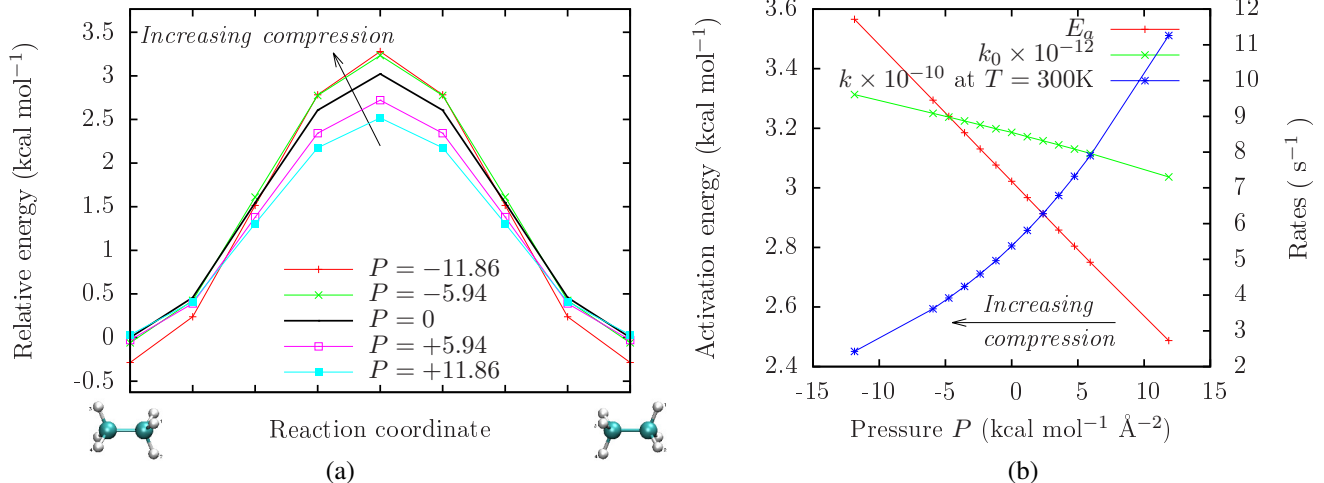 Relative energy (kcal mol⁻¹)
3.5
3
2.5
2
1.5
1
0.5
0
-0.5
Increasing compression
P = −11.86
P = −5.94
P = 0
P = +5.94
P = +11.86
Reaction coordinate
(a)
Activation energy (kcal mol⁻¹)
3.6
3.4
3.2
3
2.8
2.6
2.4
Eₐ
k₀ × 10⁻¹²
k × 10⁻¹⁰ at T = 300K
Increasing
compression
12
11
10
9
8
7
6
5
4
3
2
Rates ( s⁻¹)
-15 -10 -5 0 5 10 15
Pressure P (kcal mol⁻¹ Å⁻²)
(b)